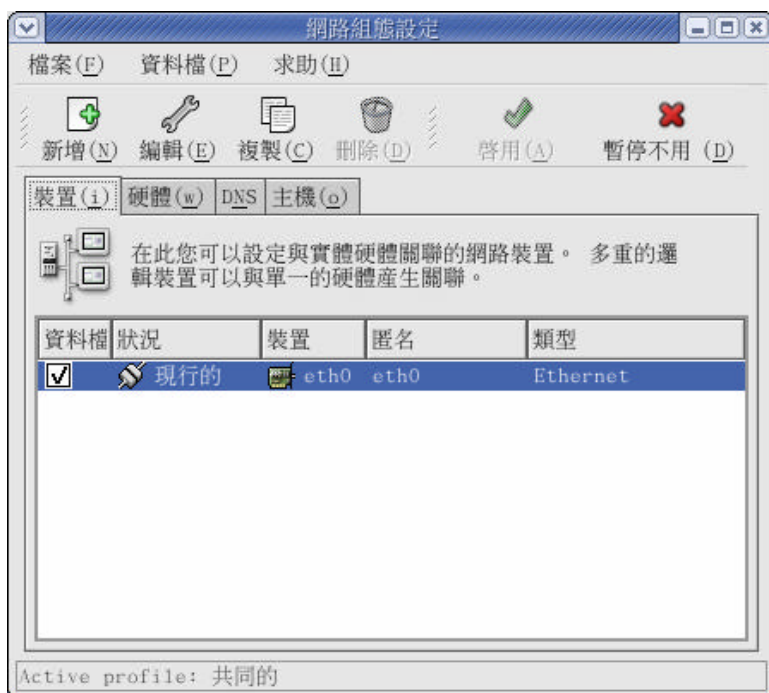 網路組態設定
檔案(F) 資料檔(P) 求助(H)
新增(N) 編輯(E) 複製(C) 刪除(D) 啓用(A) 暫停不用 (D)
裝置(i) 硬體(w) DNS 主機(o)
在此您可以設定與實體硬體關聯的網路裝置。 多重的邏
輯裝置可以與單一的硬體産生關聯。
資料檔 狀況 裝置 匿名 類型
現行的 eth0 eth0 Ethernet
Active profile: 共同的